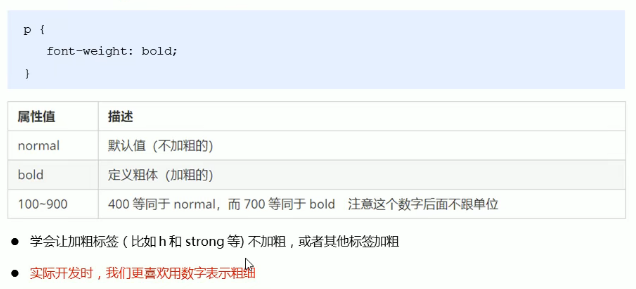 p {
font-weight: bold;
}
属性值 描述
normal 默认值（不加粗的）
bold 定义粗体（加粗的）
100~900 400 等同于 normal，而 700 等同于 bold 注意这个数字后面不跟单位
● 学会让加粗标签（比如 h 和 strong 等) 不加粗，或者其他标签加粗
● 实际开发时，我们更喜欢用数字表示粗细